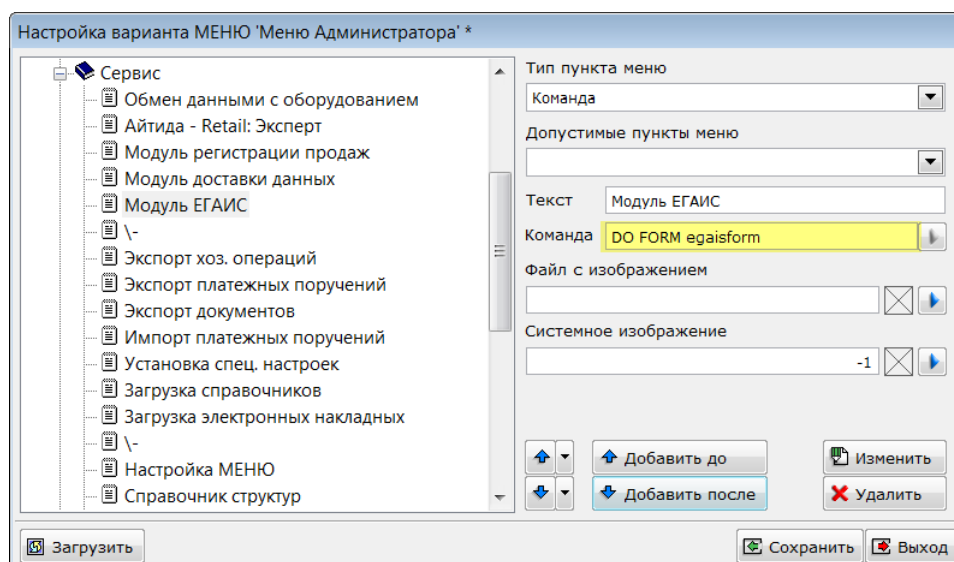 Настройка варианта МЕНЮ 'Меню Администратора' *
Сервис
Обмен данными с оборудованием
Айтида - Retail: Эксперт
Модуль регистрации продаж
Модуль доставки данных
Модуль ЕГАИС
\-
Экспорт хоз. операций
Экспорт платежных поручений
Экспорт документов
Импорт платежных поручений
Установка спец. настроек
Загрузка справочников
Загрузка электронных накладных
\-
Настройка МЕНЮ
Справочник структур
Тип пункта меню
Команда
Допустимые пункты меню
Текст Модуль ЕГАИС
Команда DO FORM egaisform
Файл с изображением
Системное изображение
-1
Добавить до Изменить
Добавить после Удалить
Загрузить Сохранить Выход